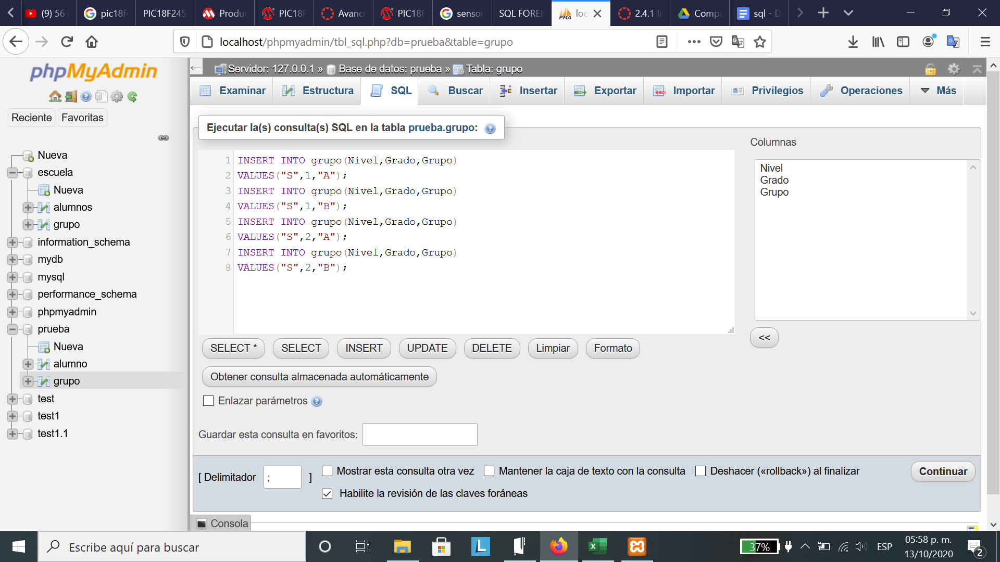 (9) 56
pic18f4
PIC18F245
Produ
PIC18F
Avance
PIC18F
sensor
SQL FOREI
loc
2.4.1 In
Compa
sql - D
localhost/phpmyadmin/tbl_sql.php?db=prueba&table=grupo
phpMyAdmin
Reciente
Favoritas
Nueva
escuela
Nueva
alumnos
grupo
information_schema
mydb
mysql
performance_schema
phpmyadmin
prueba
Nueva
alumno
grupo
test
test1
test1.1
Servidor: 127.0.0.1 » Base de datos: prueba » Tabla: grupo
Examinar
Estructura
SQL
Buscar
Insertar
Exportar
Importar
Privilegios
Operaciones
Más
Ejecutar la(s) consulta(s) SQL en la tabla prueba.grupo:
1 INSERT INTO grupo(Nivel,Grado,Grupo)
2 VALUES("S",1,"A");
3 INSERT INTO grupo(Nivel,Grado,Grupo)
4 VALUES("S",1,"B");
5 INSERT INTO grupo(Nivel,Grado,Grupo)
6 VALUES("S",2,"A");
7 INSERT INTO grupo(Nivel,Grado,Grupo)
8 VALUES("S",2,"B");
Columnas
Nivel
Grado
Grupo
<<
SELECT *
SELECT
INSERT
UPDATE
DELETE
Limpiar
Formato
Obtener consulta almacenada automáticamente
Enlazar parámetros
Guardar esta consulta en favoritos:
[ Delimitador ; ]
Mostrar esta consulta otra vez
Mantener la caja de texto con la consulta
Deshacer («rollback») al finalizar
Habilite la revisión de las claves foráneas
Continuar
Consola
Escribe aquí para buscar
37%
ESP
05:58 p. m.
13/10/2020
2